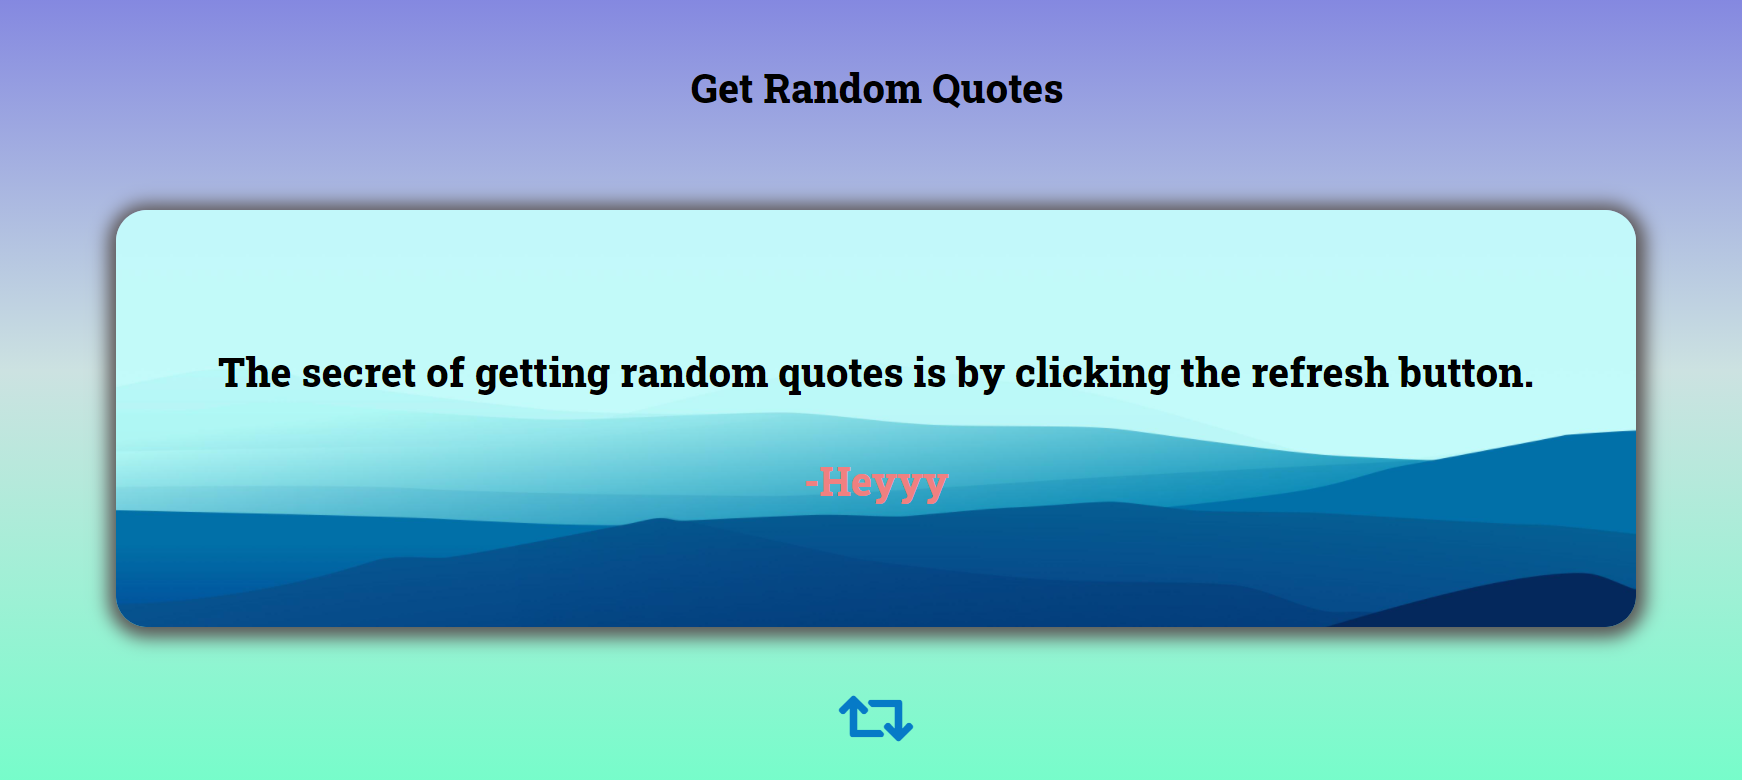 Get Random Quotes
The secret of getting random quotes is by clicking the refresh button.
-Heyyy